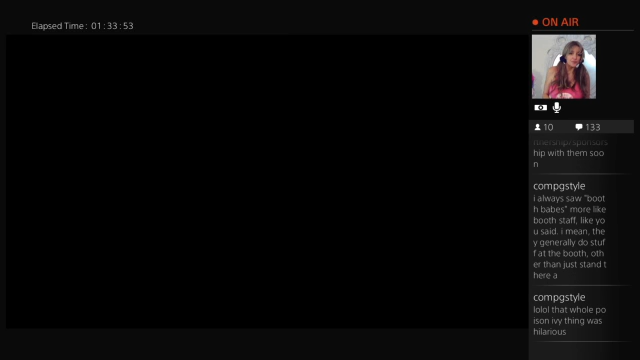 Elapsed Time : 01 : 33 : 53
ON AIR
10
133
hip with them soo
n
compgstyle
i always saw "boot
h babes" more like
booth staff, like yo
u said. i mean, the
y generally do stuf
f at the booth, oth
er than just stand t
here a
compgstyle
lolol that whole po
ison ivy thing was
hilarious